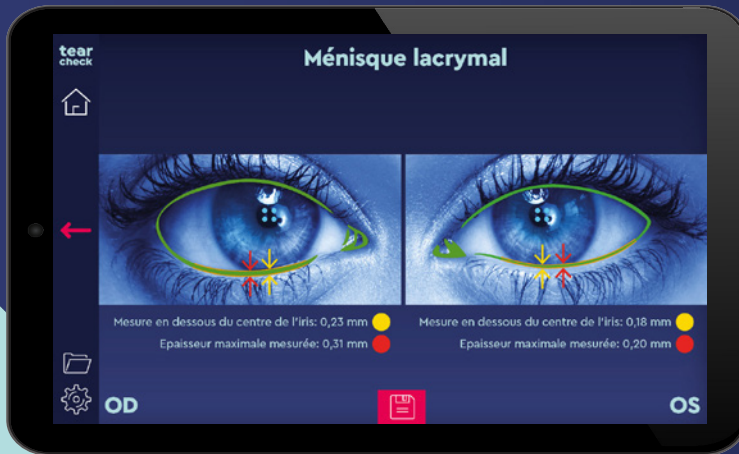 tear
check
Ménisque lacrymal
Mesure en dessous du centre de l'iris: 0,23 mm
Epaisseur maximale mesurée: 0,31 mm
Mesure en dessous du centre de l'iris: 0,18 mm
Epaisseur maximale mesurée: 0,20 mm
OD
OS